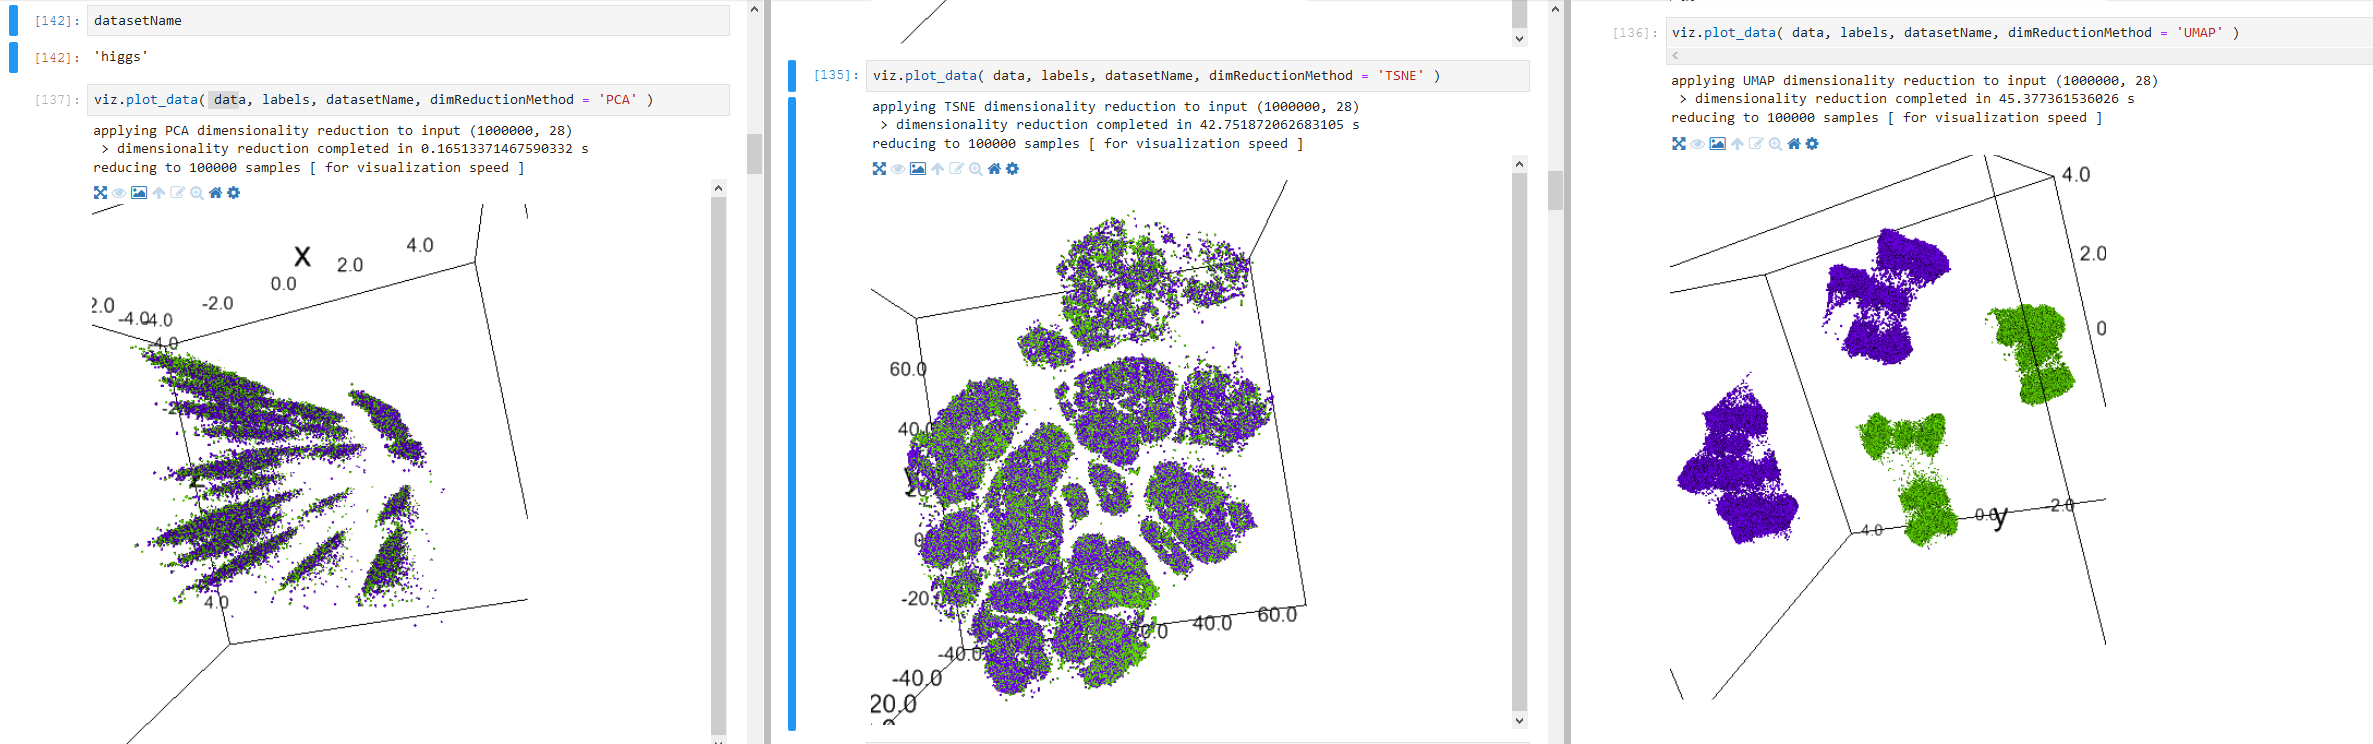 [142]: datasetName
[142]: 'higgs'
[137]: viz.plot_data( data, labels, datasetName, dimReductionMethod = 'PCA' )
applying PCA dimensionality reduction to input (1000000, 28)
> dimensionality reduction completed in 0.16513371467590332 s
reducing to 100000 samples [ for visualization speed ]
x
4.0
2.0
0.0
-2.0
2.0
-4.0
4.0
-4.0
-2
z
4.0
[135]: viz.plot_data( data, labels, datasetName, dimReductionMethod = 'TSNE' )
applying TSNE dimensionality reduction to input (1000000, 28)
> dimensionality reduction completed in 42.751872062683105 s
reducing to 100000 samples [ for visualization speed ]
60.0
40.0
20.0
0
-20.
-40.0
-40.0
20.0
20.0
40.0
60.0
[136]: viz.plot_data( data, labels, datasetName, dimReductionMethod = 'UMAP' )
<
applying UMAP dimensionality reduction to input (1000000, 28)
> dimensionality reduction completed in 45.377361536026 s
reducing to 100000 samples [ for visualization speed ]
4.0
2.0
0
-2.0
0.0
y
4.0